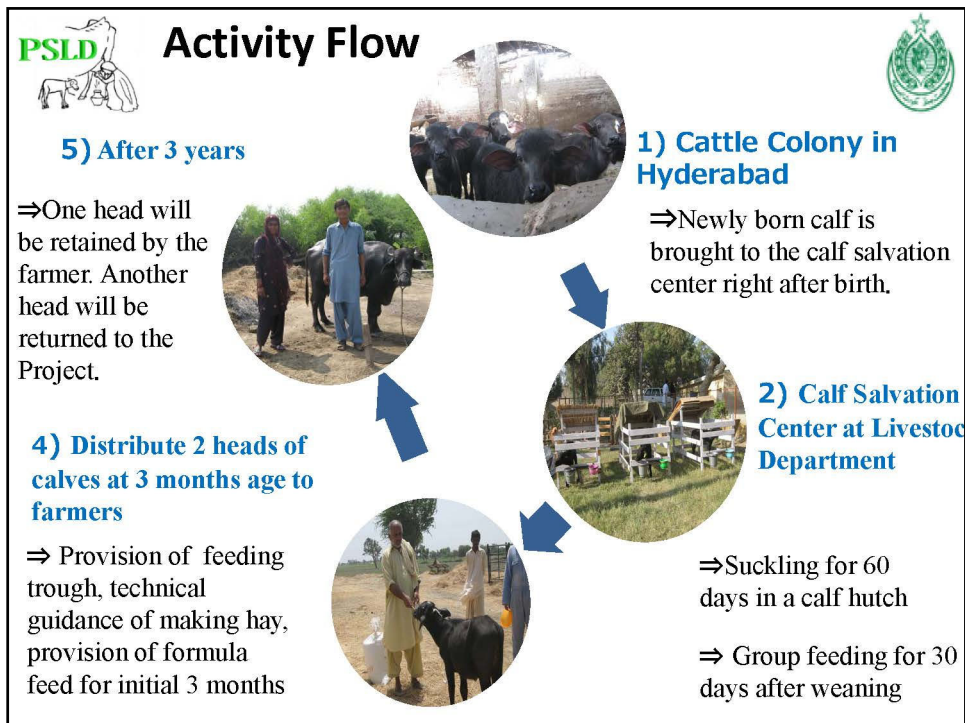 PSLD
Activity Flow
1) Cattle Colony in
Hyderabad
⇒Newly born calf is
brought to the calf salvation
center right after birth.
2) Calf Salvation
Center at Livestoc
Department
⇒Suckling for 60
days in a calf hutch
⇒ Group feeding for 30
days after weaning
4) Distribute 2 heads of
calves at 3 months age to
farmers
⇒ Provision of feeding
trough, technical
guidance of making hay,
provision of formula
feed for initial 3 months
5) After 3 years
⇒One head will
be retained by the
farmer. Another
head will be
returned to the
Project.